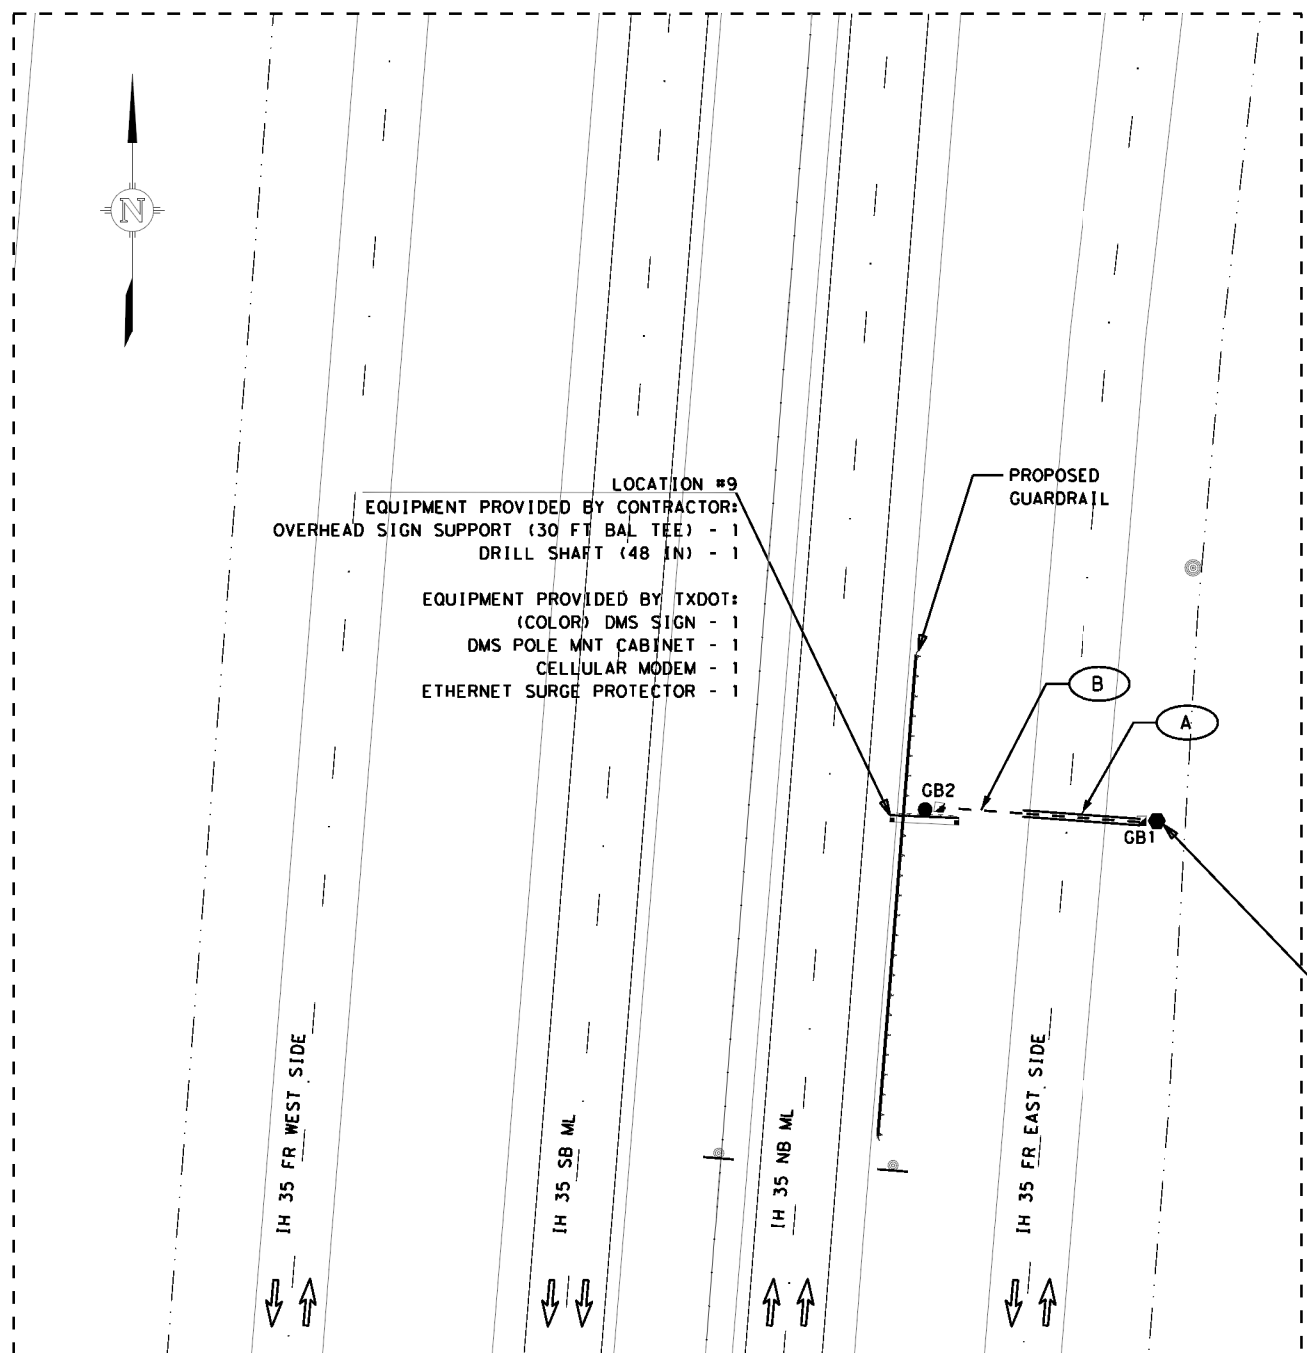 N
LOCATION #9
EQUIPMENT PROVIDED BY CONTRACTOR:
OVERHEAD SIGN SUPPORT (30 FT BAL TEE) - 1
DRILL SHAFT (48 IN) - 1
EQUIPMENT PROVIDED BY TXDOT:
(COLOR) DMS SIGN - 1
DMS POLE MNT CABINET - 1
CELLULAR MODEM - 1
ETHERNET SURGE PROTECTOR - 1
PROPOSED
GUARDRAIL
B
A
GB2
GB1
IH 35 FR WEST SIDE
IH 35 SB ML
IH 35 NB ML
IH 35 FR EAST SIDE